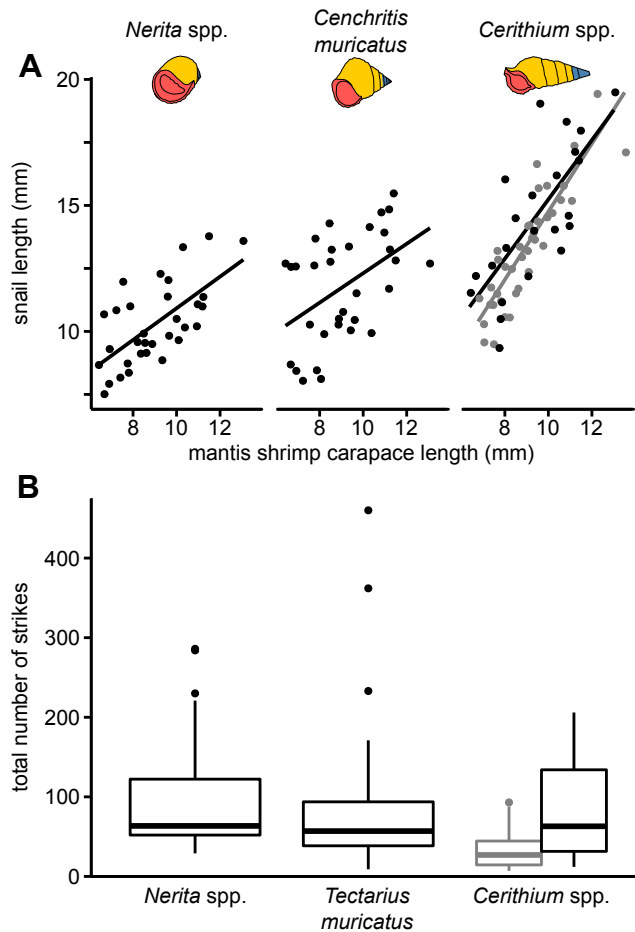 Nerita spp.
Cenchritis
muricatus
Cerithium spp.
A
20
15
10
snail length (mm)
8 10 12
8 10 12
8 10 12
mantis shrimp carapace length (mm)
B
400
300
200
100
0
total number of strikes
Nerita spp.
Tectarius
muricatus
Cerithium spp.